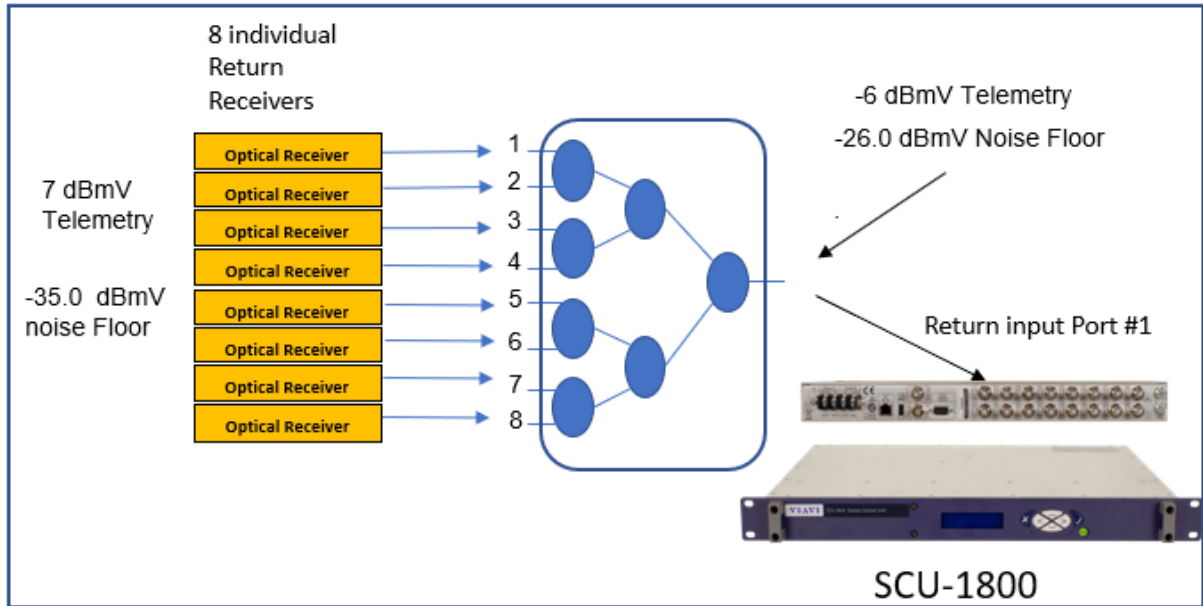 8 individual
Return
Receivers
Optical Receiver
Optical Receiver
Optical Receiver
Optical Receiver
Optical Receiver
Optical Receiver
Optical Receiver
Optical Receiver
7 dBmV
Telemetry
-35.0 dBmV
noise Floor
1
2
3
4
5
6
7
8
-6 dBmV Telemetry
-26.0 dBmV Noise Floor
Return input Port #1
VIAVI
SCU-1800